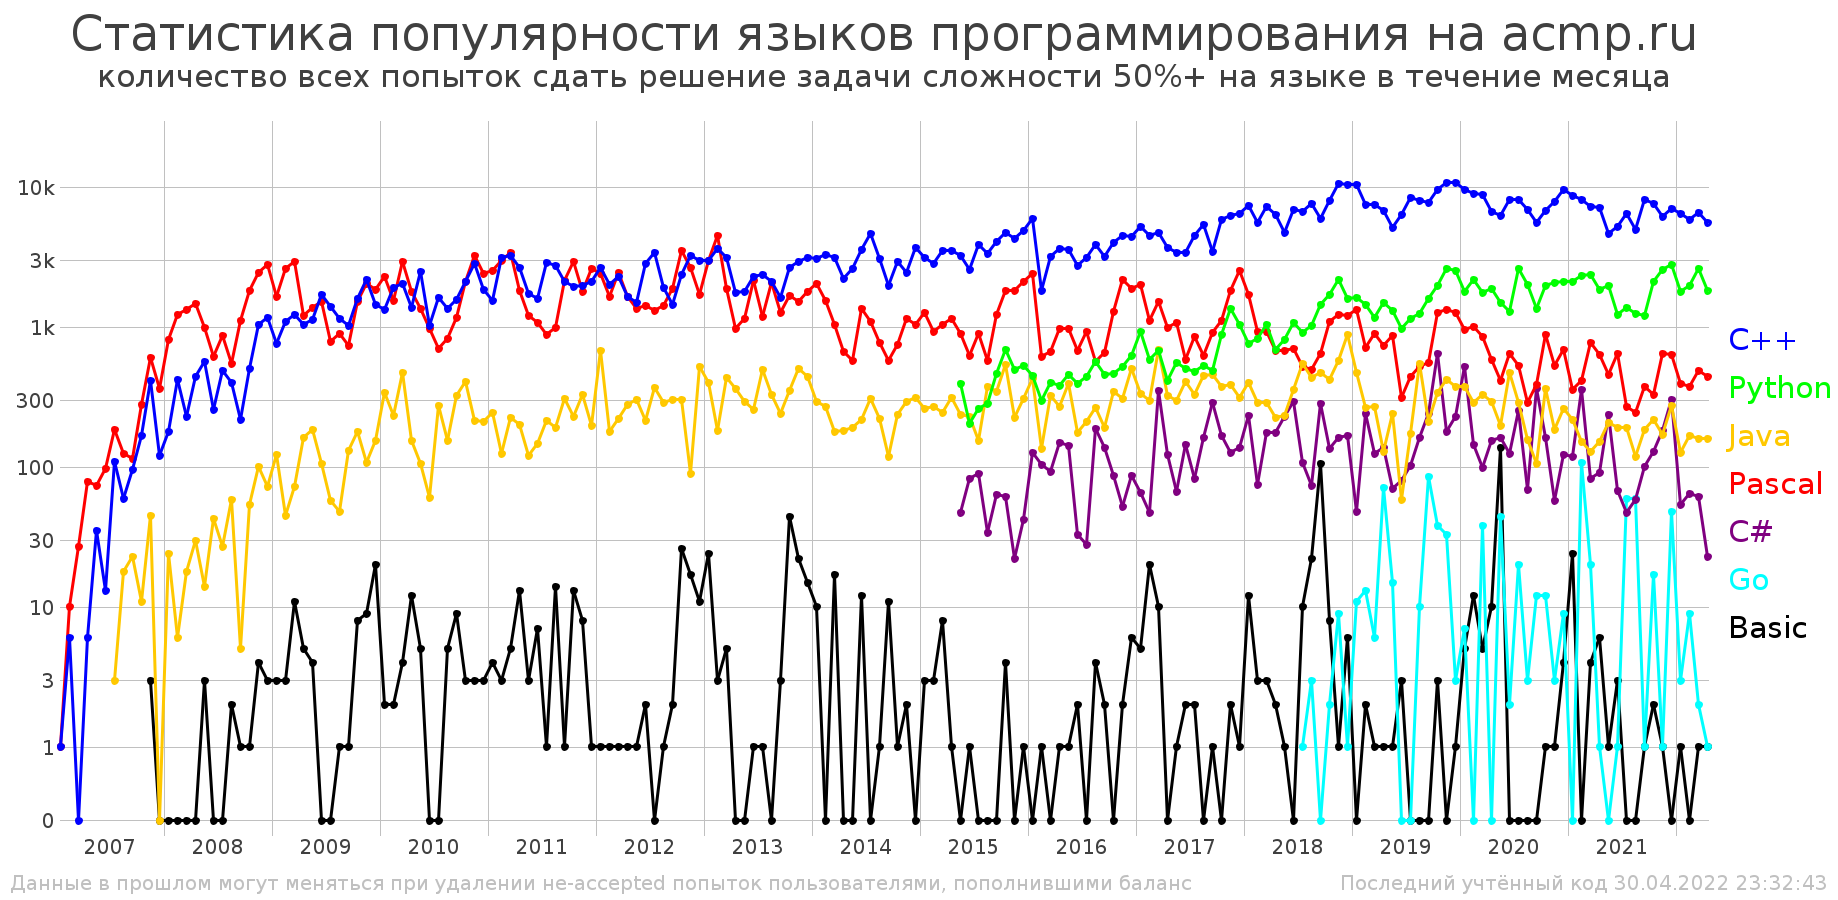 Статистика популярности языков программирования на acmp.ru
количество всех попыток сдать решение задачи сложности 50%+ на языке в течение месяца
10k
3k
1k
300
100
30
10
3
1
0
C++
Python
Java
Pascal
C#
Go
Basic
2007 2008 2009 2010 2011 2012 2013 2014 2015 2016 2017 2018 2019 2020 2021
Данные в прошлом могут меняться при удалении не-accepted попыток пользователями, пополнившими баланс
Последний учтённый код 30.04.2022 23:32:43